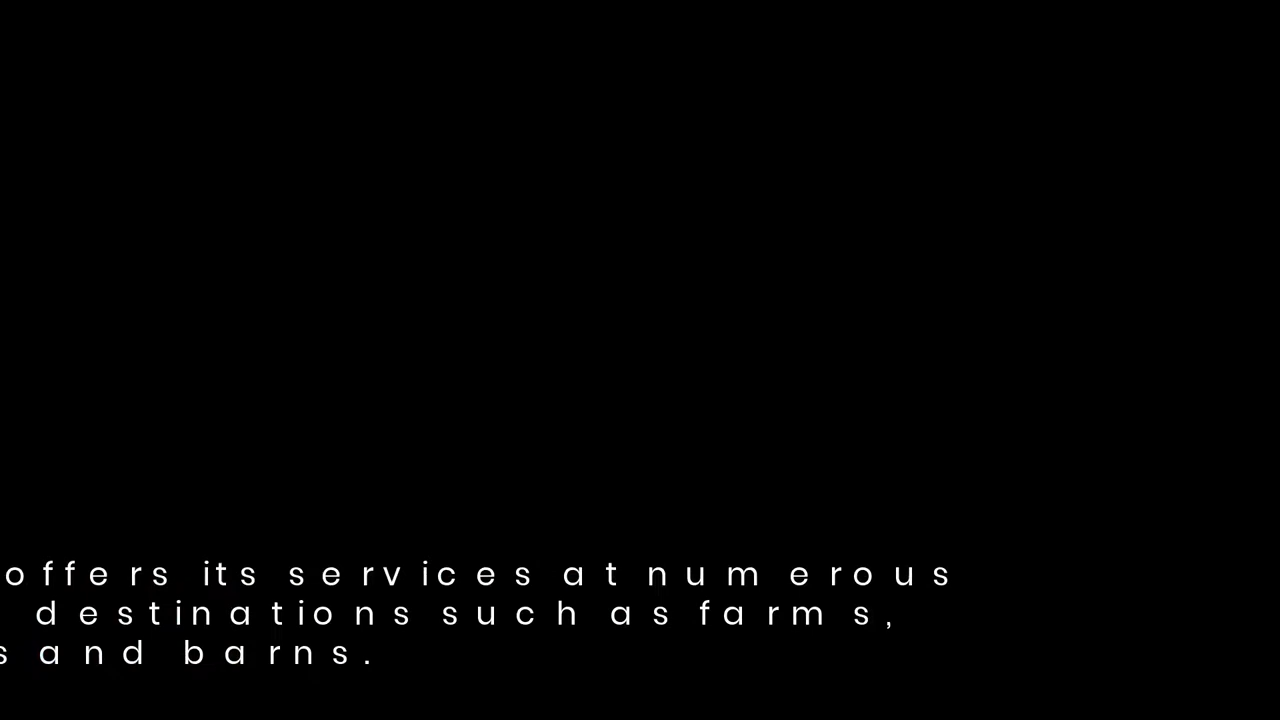 offers its services at numerous
destinations such as farms,
and barns.